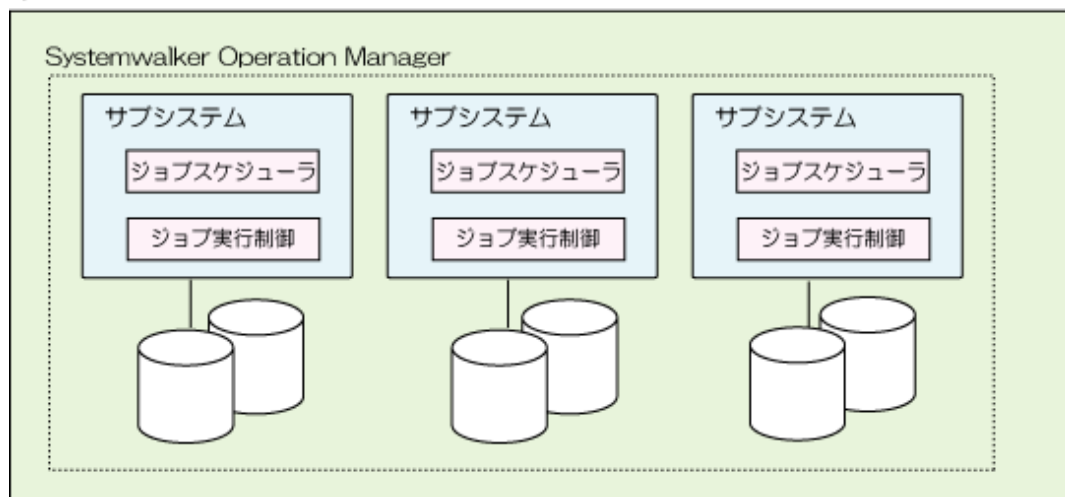 Systemwalker Operation Manager
サブシステム
ジョブスケジューラ
ジョブ実行制御
サブシステム
ジョブスケジューラ
ジョブ実行制御
サブシステム
ジョブスケジューラ
ジョブ実行制御